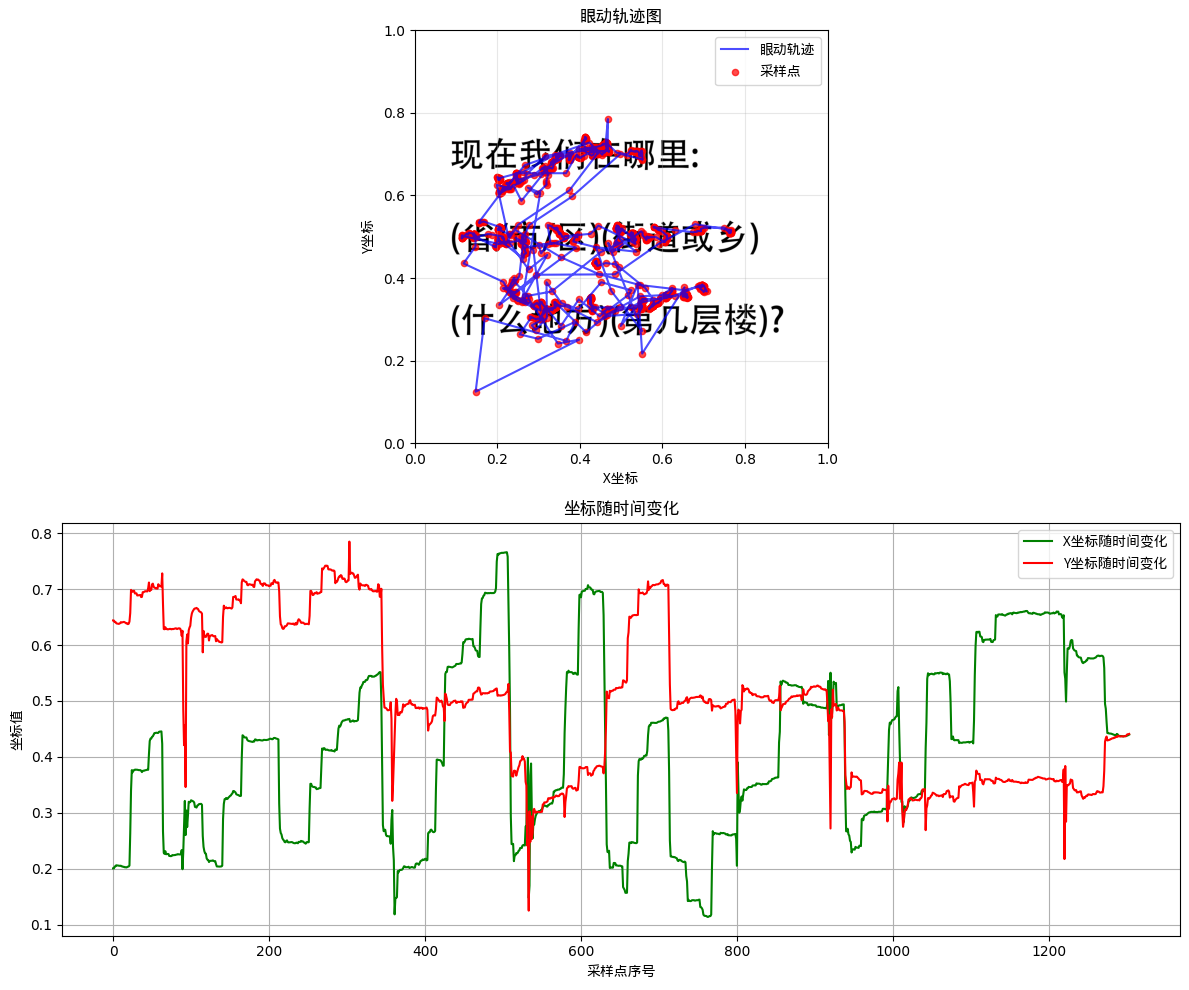 眼动轨迹图
1.0
0.8
0.6
0.4
0.2
0.0
Y坐标
眼动轨迹
采样点
现在我们在哪里:
(省/市/区)(街道或乡)
(什么地方)(第几层楼)?
0.0 0.2 0.4 0.6 0.8 1.0
X坐标
坐标随时间变化
0.8
0.7
0.6
0.5
0.4
0.3
0.2
0.1
坐标值
X坐标随时间变化
Y坐标随时间变化
0 200 400 600 800 1000 1200
采样点序号